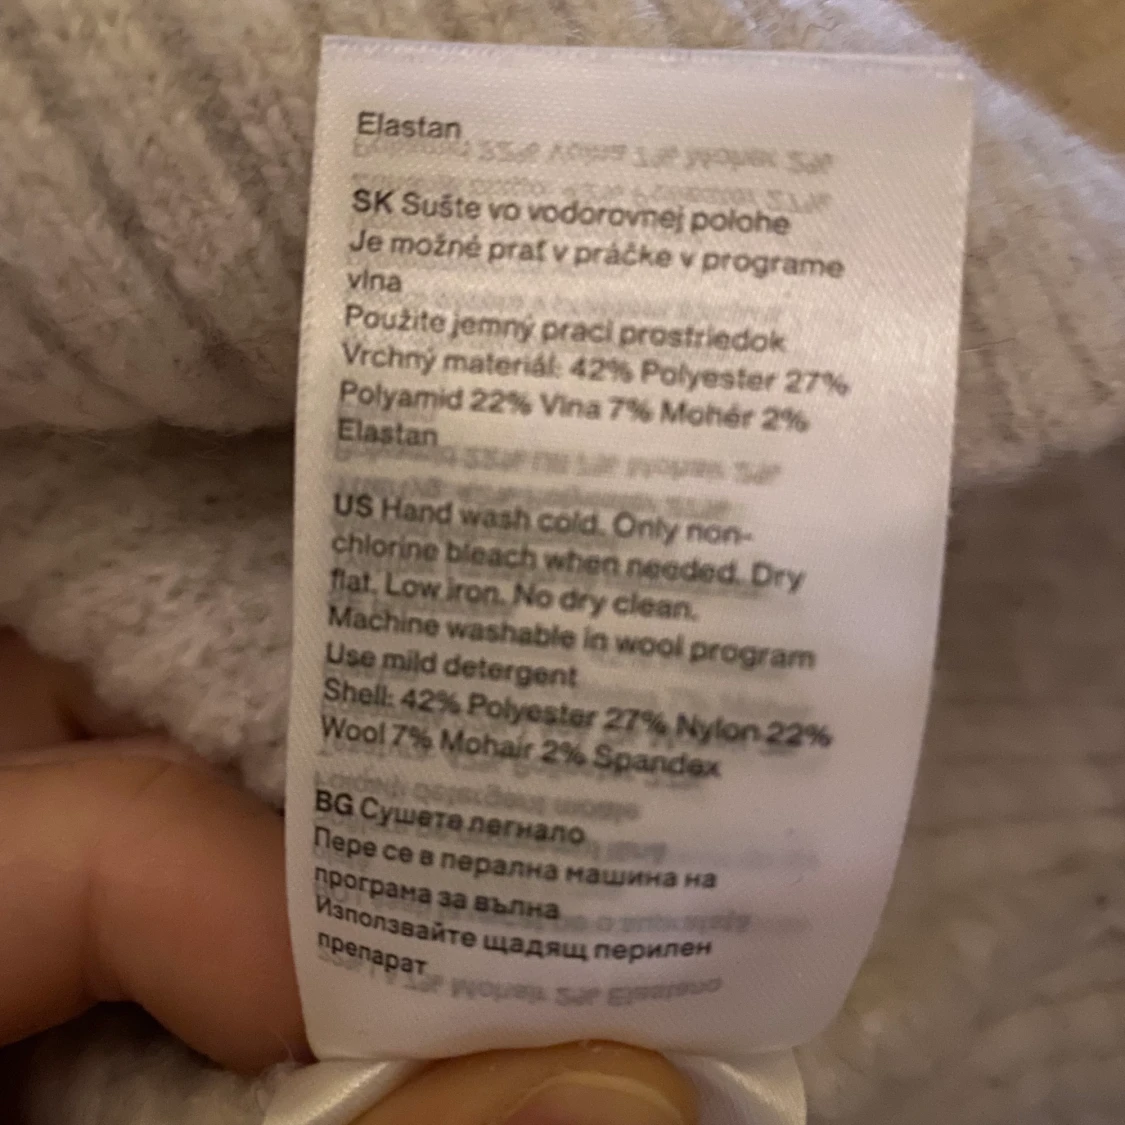 Elastan
SK Sušte vo vodorovnej polohe
Je možné prať v práčke v programe
vlna
Použite jemný prací prostriedok
Vrchný materiál: 42% Polyester 27%
Polyamid 22% Vlna 7% Mohér 2%
Elastan
US Hand wash cold. Only non-
chlorine bleach when needed. Dry
flat. Low iron. No dry clean.
Machine washable in wool program
Use mild detergent
Shell: 42% Polyester 27% Nylon 22%
Wool 7% Mohair 2% Spandex
BG Сушете легнало
Пере се в перална машина на
програма за вълна
Използвайте щадящ перилен
препарат